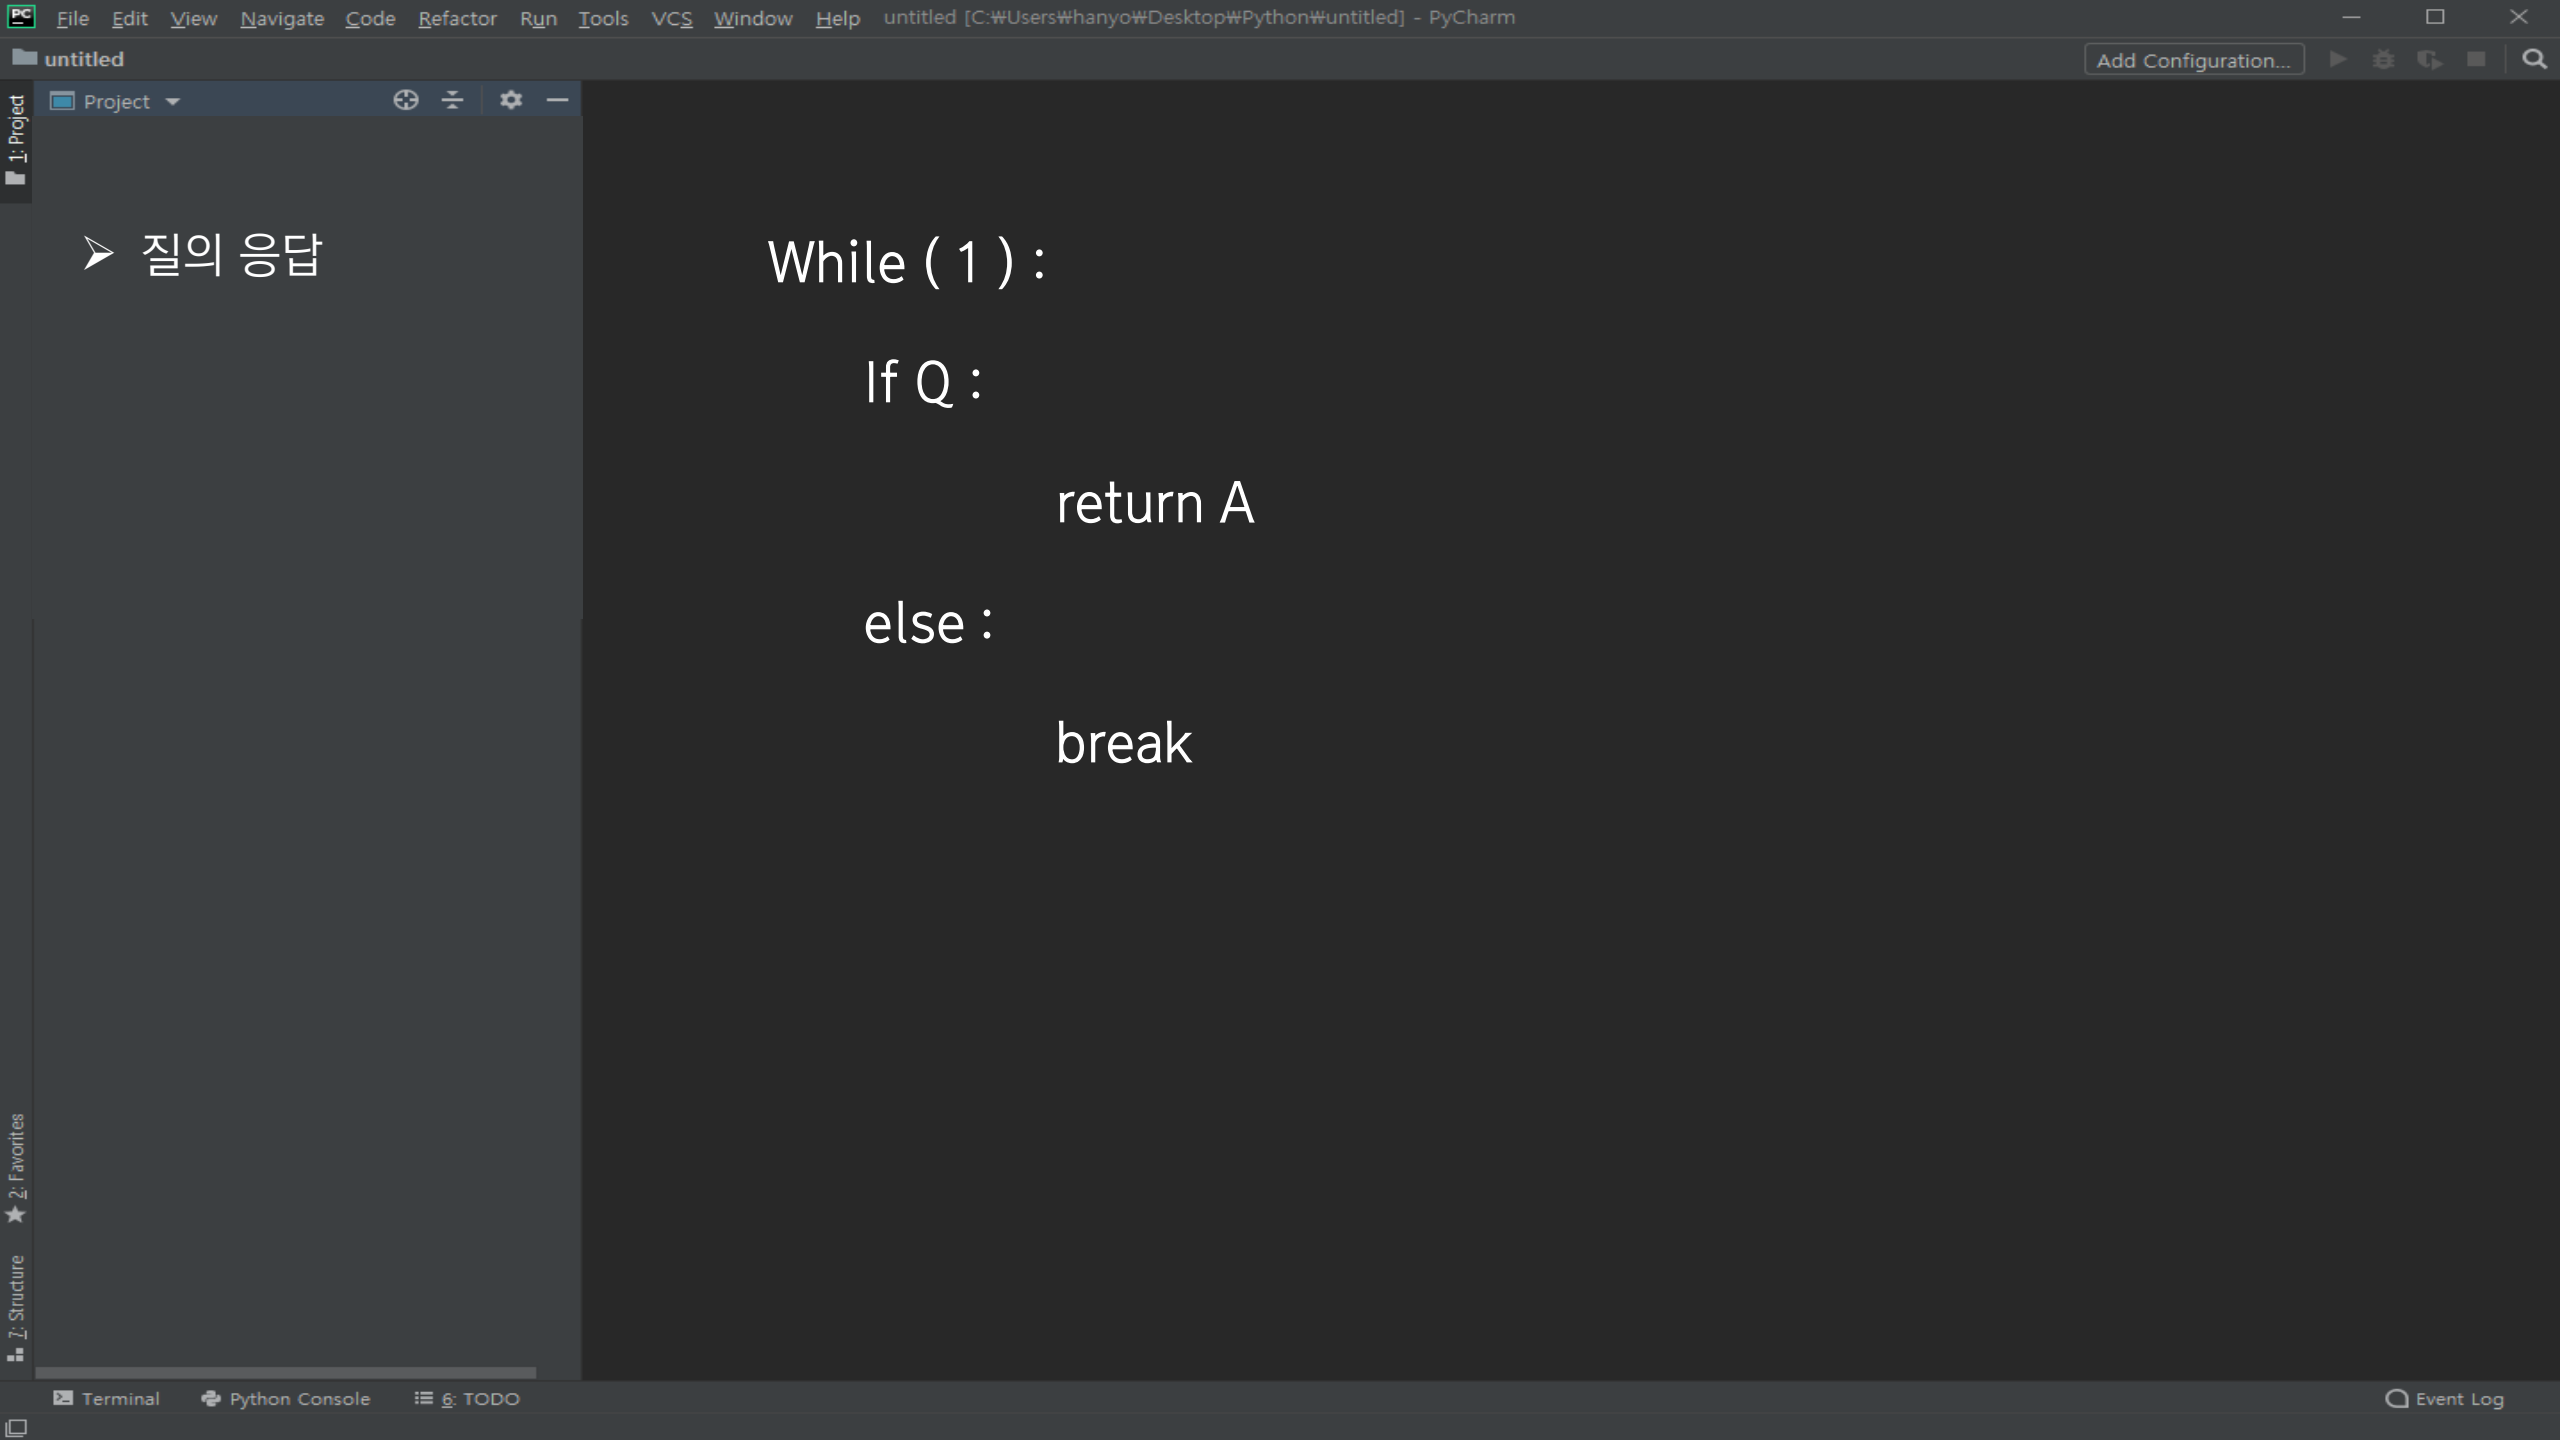 File Edit View Navigate Code Refactor Run Tools VCS Window Help untitled [C:₩Users₩hanyo₩Desktop₩Python₩untitled] - PyCharm
untitled
Add Configuration...
Project
1: Project
➢ 질의 응답
While ( 1 ) :
If Q :
return A
else :
break
2: Favorites
7: Structure
Terminal Python Console 6: TODO
Event Log